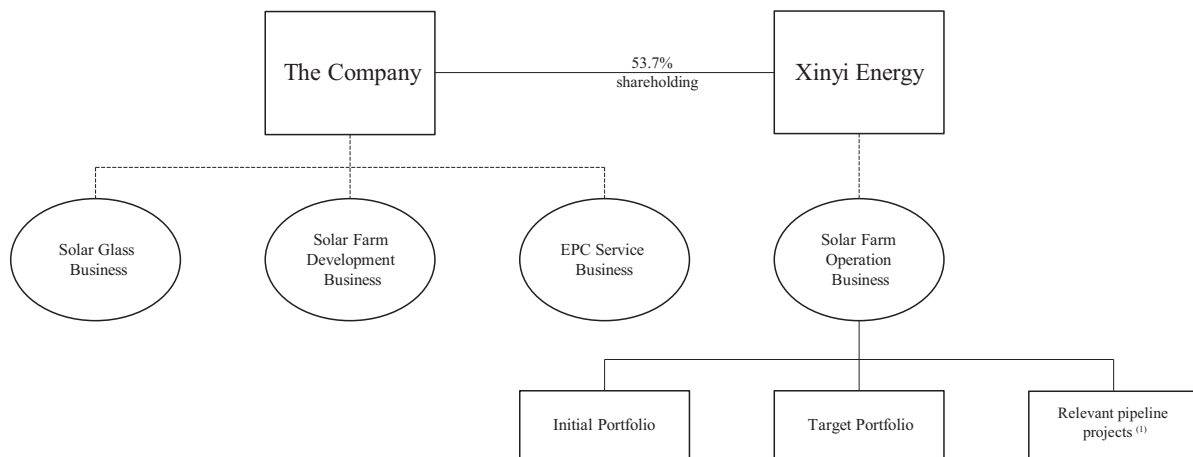 The Company
53.7%
shareholding
Xinyi Energy
Solar Glass
Business
Solar Farm
Development
Business
EPC Service
Business
Solar Farm
Operation
Business
Initial Portfolio
Target Portfolio
Relevant pipeline
projects (1)